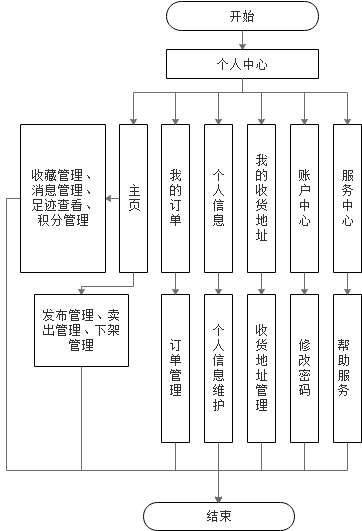 开始
个人中心
收藏管理、
消息管理、
足迹查看、
积分管理
主页
我的订单
个人信息
我的收货地址
账户中心
服务中心
发布管理、卖
出管理、下架
管理
订单管理
个人信息维护
收货地址管理
修改密码
帮助服务
结束